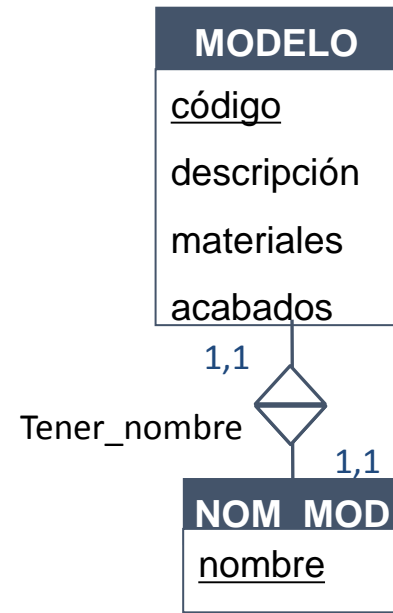 MODELO
código
descripción
materiales
acabados
1,1
Tener_nombre
1,1
NOM_MOD
nombre